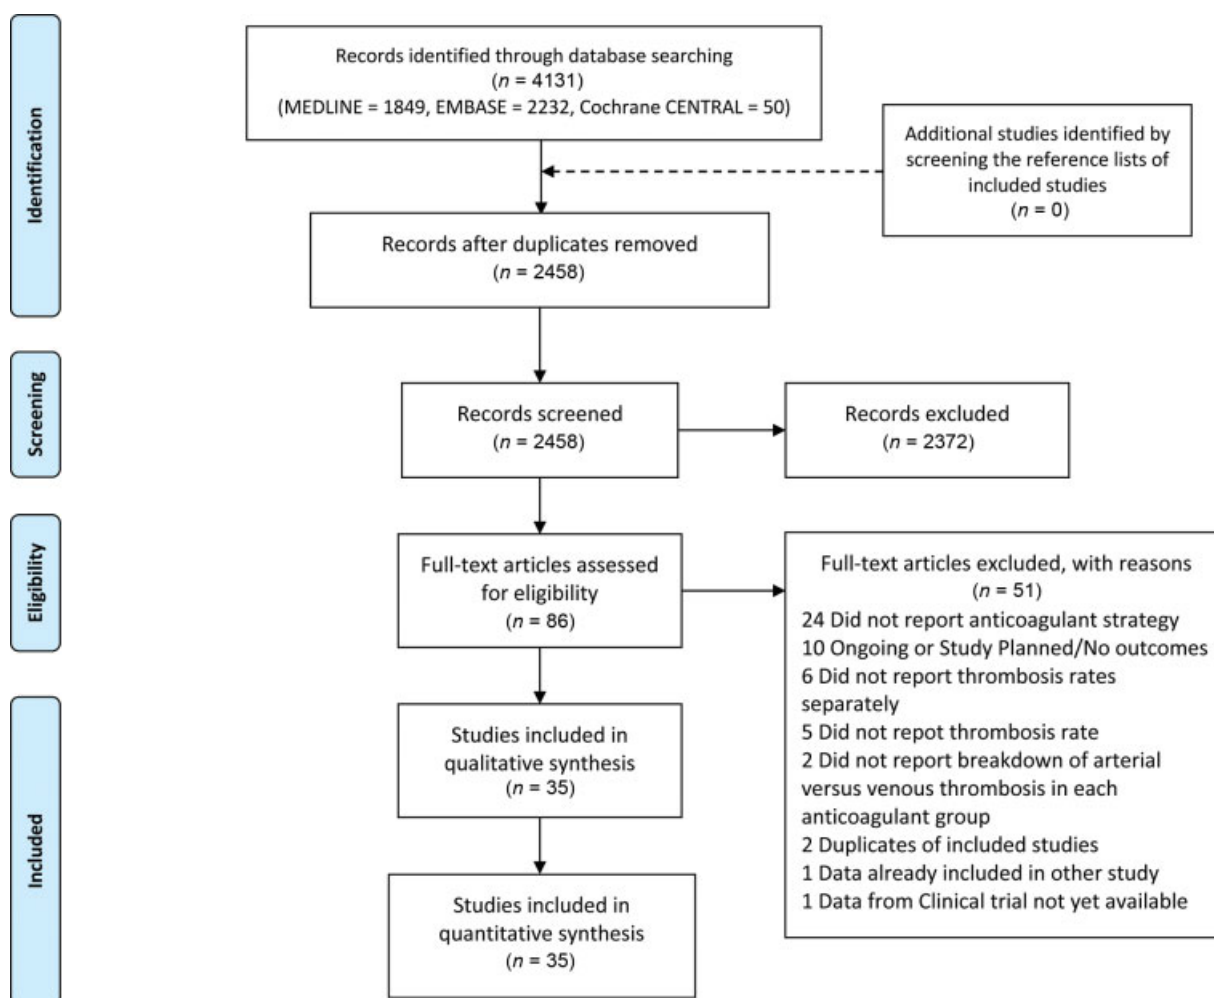 Identification
Records identified through database searching
(n = 4131)
(MEDLINE = 1849, EMBASE = 2232, Cochrane CENTRAL = 50)
Additional studies identified by
screening the reference lists of
included studies
(n = 0)
Records after duplicates removed
(n = 2458)
Screening
Records screened
(n = 2458)
Records excluded
(n = 2372)
Eligibility
Full-text articles assessed
for eligibility
(n = 86)
Full-text articles excluded, with reasons
(n = 51)
24 Did not report anticoagulant strategy
10 Ongoing or Study Planned/No outcomes
6 Did not report thrombosis rates
separately
5 Did not repot thrombosis rate
2 Did not report breakdown of arterial
versus venous thrombosis in each
anticoagulant group
2 Duplicates of included studies
1 Data already included in other study
1 Data from Clinical trial not yet available
Included
Studies included in
qualitative synthesis
(n = 35)
Studies included in
quantitative synthesis
(n = 35)